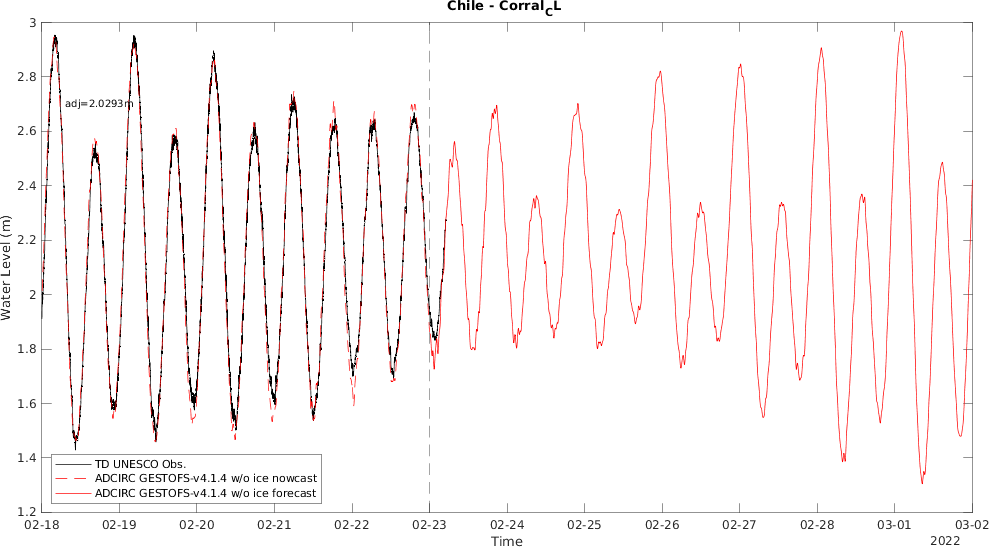 Chile - Corral_CL
3
2.8
2.6
2.4
2.2
2
1.8
1.6
1.4
1.2
Water Level (m)
adj=2.0293m
TD UNESCO Obs.
ADCIRC GESTOFS-v4.1.4 w/o ice nowcast
ADCIRC GESTOFS-v4.1.4 w/o ice forecast
02-18 02-19 02-20 02-21 02-22 02-23 02-24 02-25 02-26 02-27 02-28 03-01 03-02
Time
2022